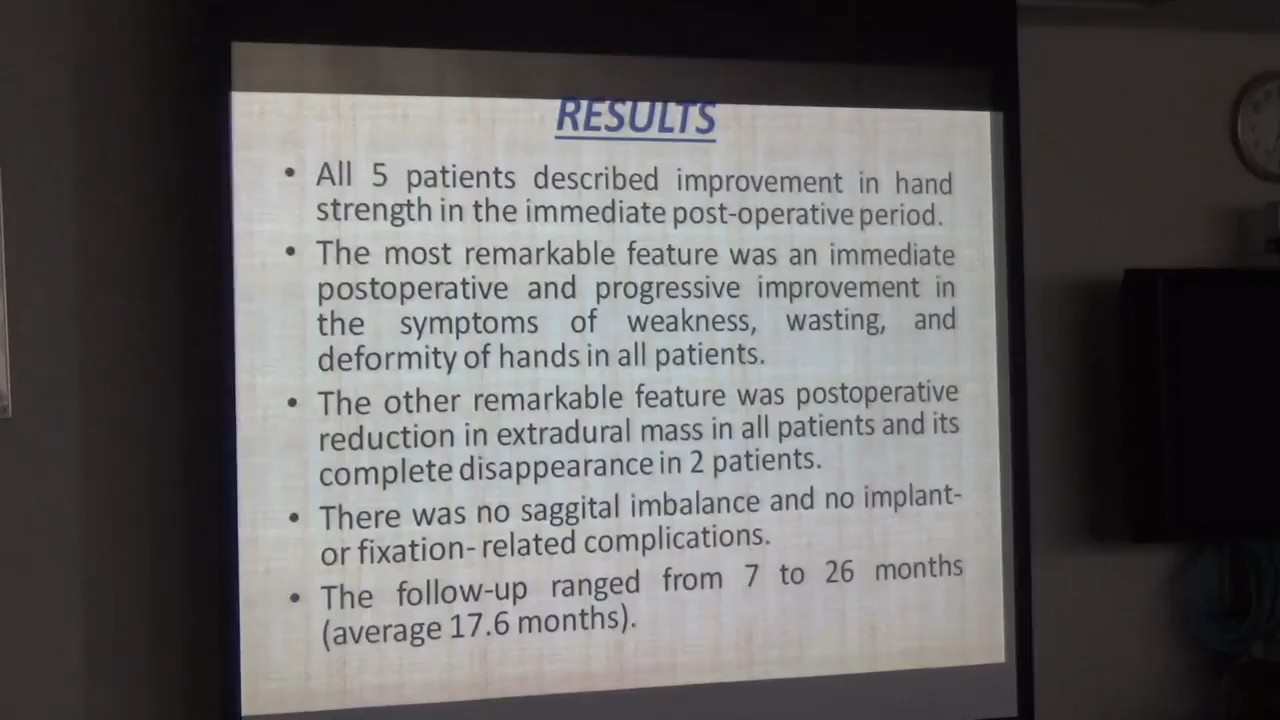 RESULTS
• All 5 patients described improvement in hand
strength in the immediate post-operative period.
• The most remarkable feature was an immediate
postoperative and progressive improvement in
the symptoms of weakness, wasting, and
deformity of hands in all patients.
• The other remarkable feature was postoperative
reduction in extradural mass in all patients and its
complete disappearance in 2 patients.
• There was no saggital imbalance and no implant-
or fixation- related complications.
• The follow-up ranged from 7 to 26 months
(average 17.6 months).